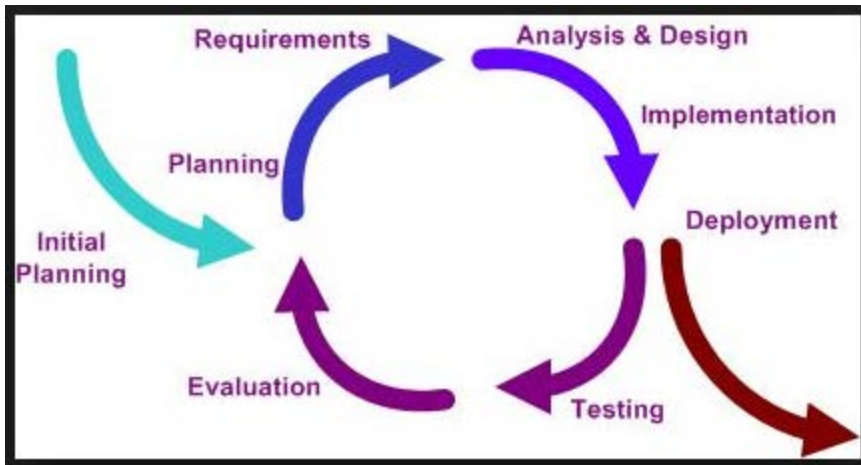 Requirements
Analysis & Design
Implementation
Planning
Deployment
Initial
Planning
Evaluation
Testing